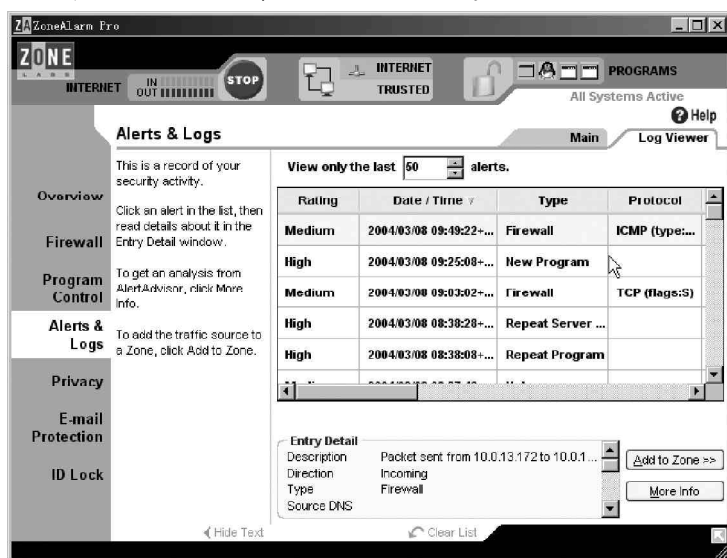 ZoneAlarm Pro
ZONE
LABS
INTERNET
IN
OUT
STOP
INTERNET
TRUSTED
PROGRAMS
All Systems Active
Help
Alerts & Logs
Main
Log Viewer
Overview
Firewall
Program Control
Alerts & Logs
Privacy
E-mail Protection
ID Lock
This is a record of your
security activity.
Click an alert in the list, then
read details about it in the
Entry Detail window.
To get an analysis from
AlertAdvisor, click More
Info.
To add the traffic source to
a Zone, click Add to Zone.
View only the last 50 alerts.
Rating Date / Time Type Protocol
Medium 2004/03/08 09:49:22+... Firewall ICMP (type:...
High 2004/03/08 09:25:08+... New Program
Medium 2004/03/08 09:03:02+... Firewall TCP (flags:S)
High 2004/03/08 08:38:28+... Repeat Server ...
High 2004/03/08 08:38:08+... Repeat Program
Entry Detail
Description Packet sent from 10.0.13.172 to 10.0.1...
Direction Incoming
Type Firewall
Source DNS
Add to Zone >>
More Info
Hide Text
Clear List